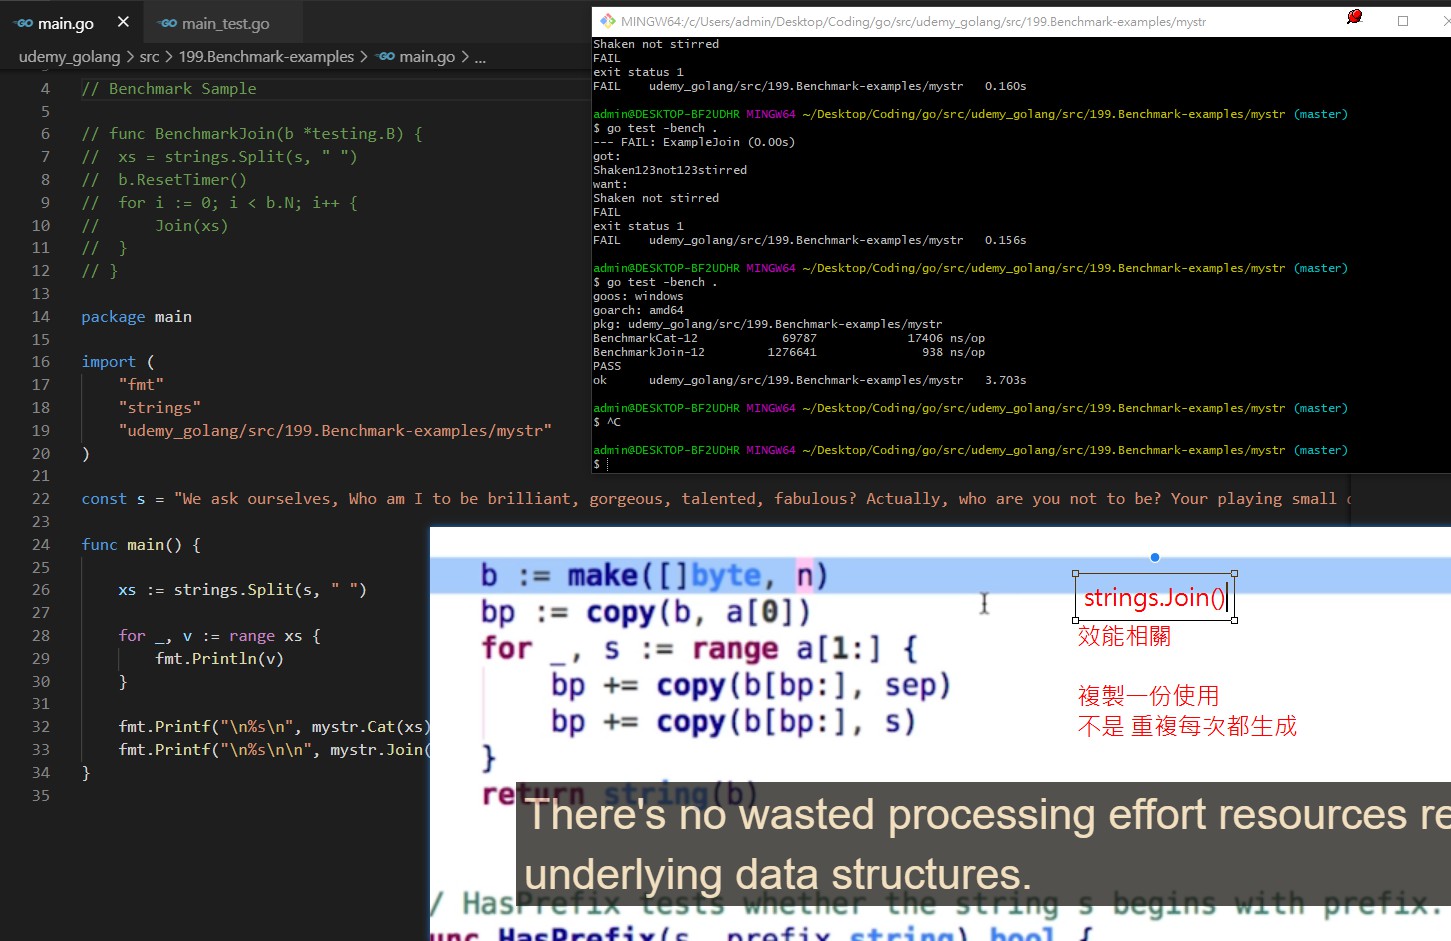 main.go
main_test.go
udemy_golang > src > 199.Benchmark-examples > main.go > ...
4 // Benchmark Sample
5
6 // func BenchmarkJoin(b *testing.B) {
7 //  xs = strings.Split(s, " ")
8 //  b.ResetTimer()
9 //  for i := 0; i < b.N; i++ {
10 //      Join(xs)
11 //  }
12 // }
13
14 package main
15
16 import (
17     "fmt"
18     "strings"
19     "udemy_golang/src/199.Benchmark-examples/mystr"
20 )
21
22 const s = "We ask ourselves, Who am I to be brilliant, gorgeous, talented, fabulous? Actually, who are you not to be? Your playing small
23
24 func main() {
25
26     xs := strings.Split(s, " ")
27
28     for _, v := range xs {
29         fmt.Println(v)
30     }
31
32     fmt.Printf("\n%s\n", mystr.Cat(xs)
33     fmt.Printf("\n%s\n\n", mystr.Join(
34 }
35
MINGW64:/c/Users/admin/Desktop/Coding/go/src/udemy_golang/src/199.Benchmark-examples/mystr
Shaken not stirred
FAIL
exit status 1
FAIL    udemy_golang/src/199.Benchmark-examples/mystr   0.160s
admin@DESKTOP-BF2UDHR MINGW64 ~/Desktop/Coding/go/src/udemy_golang/src/199.Benchmark-examples/mystr (master)
$ go test -bench .
--- FAIL: ExampleJoin (0.00s)
got:
Shaken123not123stirred
want:
Shaken not stirred
FAIL
exit status 1
FAIL    udemy_golang/src/199.Benchmark-examples/mystr   0.156s
admin@DESKTOP-BF2UDHR MINGW64 ~/Desktop/Coding/go/src/udemy_golang/src/199.Benchmark-examples/mystr (master)
$ go test -bench .
goos: windows
goarch: amd64
pkg: udemy_golang/src/199.Benchmark-examples/mystr
BenchmarkCat-12            69787             17406 ns/op
BenchmarkJoin-12         1276641               938 ns/op
PASS
ok      udemy_golang/src/199.Benchmark-examples/mystr   3.703s
admin@DESKTOP-BF2UDHR MINGW64 ~/Desktop/Coding/go/src/udemy_golang/src/199.Benchmark-examples/mystr (master)
$ ^C
admin@DESKTOP-BF2UDHR MINGW64 ~/Desktop/Coding/go/src/udemy_golang/src/199.Benchmark-examples/mystr (master)
$
b := make([]byte, n)
bp := copy(b, a[0])
for _, s := range a[1:] {
    bp += copy(b[bp:], sep)
    bp += copy(b[bp:], s)
}
return string(b)
strings.Join()
效能相關
複製一份使用
不是 重複每次都生成
There's no wasted processing effort resources re
underlying data structures.
/ HasPrefix tests whether the string s begins with prefix.
unc HasPrefix(s, prefix string) bool {